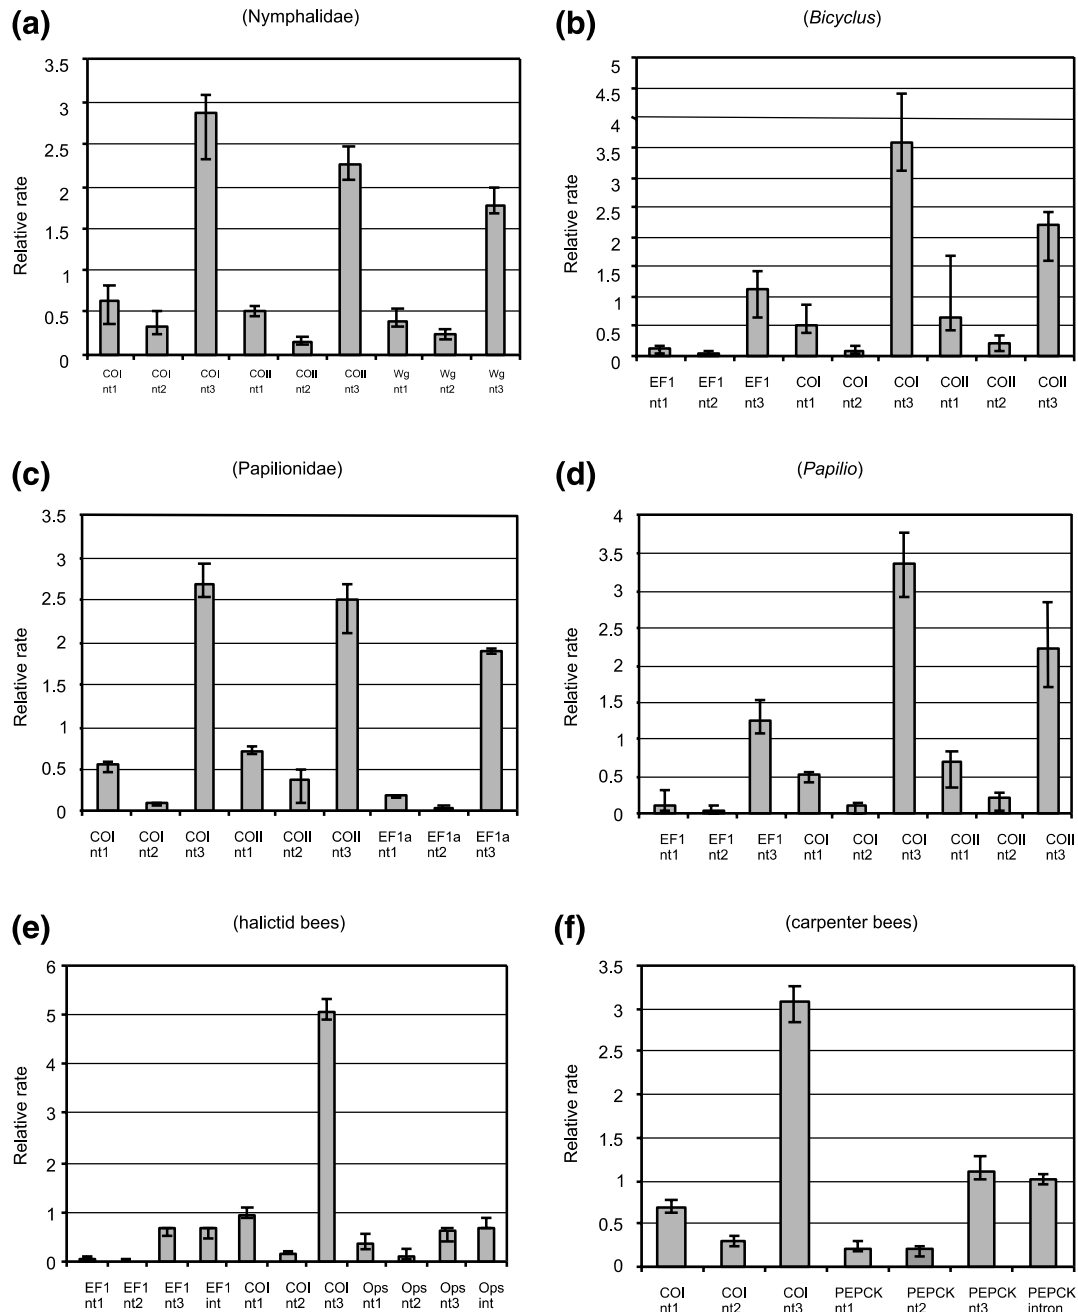 (a)
(Nymphalidae)
3.5
3
2.5
2
1.5
1
0.5
0
Relative rate
COI COI COI COII COII COII Wg Wg Wg
nt1 nt2 nt3 nt1 nt2 nt3 nt1 nt2 nt3
(b)
(Bicyclus)
5
4.5
4
3.5
3
2.5
2
1.5
1
0.5
0
Relative rate
EF1 EF1 EF1 COI COI COI COII COII COII
nt1 nt2 nt3 nt1 nt2 nt3 nt1 nt2 nt3
(c)
(Papilionidae)
3.5
3
2.5
2
1.5
1
0.5
0
Relative rate
COI COI COI COII COII COII EF1a EF1a EF1a
nt1 nt2 nt3 nt1 nt2 nt3 nt1 nt2 nt3
(d)
(Papilio)
4
3.5
3
2.5
2
1.5
1
0.5
0
Relative rate
EF1 EF1 EF1 COI COI COI COII COII COII
nt1 nt2 nt3 nt1 nt2 nt3 nt1 nt2 nt3
(e)
(halictid bees)
6
5
4
3
2
1
0
Relative rate
EF1 EF1 EF1 EF1 COI COI COI Ops Ops Ops Ops
nt1 nt2 nt3 int nt1 nt2 nt3 nt1 nt2 nt3 int
(f)
(carpenter bees)
3.5
3
2.5
2
1.5
1
0.5
0
Relative rate
COI COI COI PEPCK PEPCK PEPCK PEPCK
nt1 nt2 nt3 nt1 nt2 nt3 intron